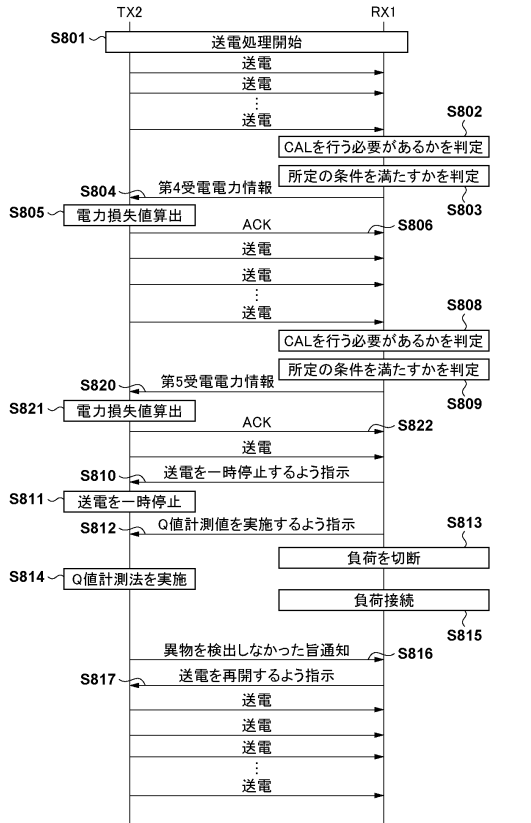 TX2 RX1
S801 送電処理開始
送電
送電
⋮
送電
S802
CALを行う必要があるかを判定
所定の条件を満たすかを判定
S803
S804 第4受電電力情報
S805 電力損失値算出
ACK S806
送電
送電
⋮
送電
S808
CALを行う必要があるかを判定
所定の条件を満たすかを判定
S809
S820 第5受電電力情報
S821 電力損失値算出
ACK S822
送電
S810 送電を一時停止するよう指示
S811 送電を一時停止
S812 Q値計測値を実施するよう指示
S813
負荷を切断
S814 Q値計測法を実施
負荷接続
S815
異物を検出しなかった旨通知 S816
S817 送電を再開するよう指示
送電
送電
送電
⋮
送電